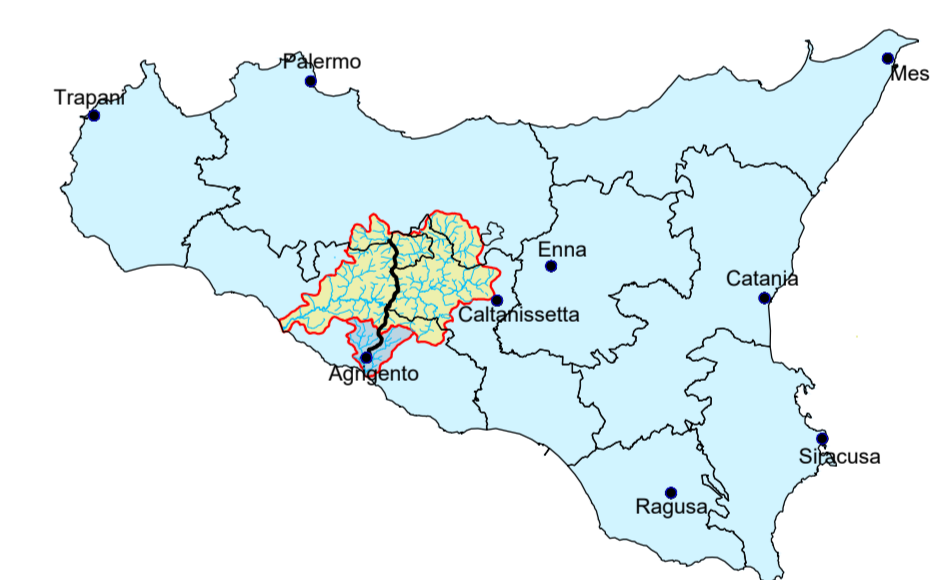 Palermo
Mes
Trapani
Enna
Catania
Caltanissetta
Agrigento
Siracusa
Ragusa